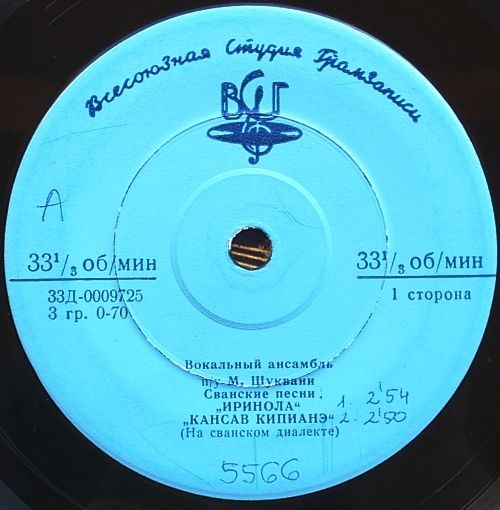 Всесоюзная Студия Грамзаписи
ВСГ
A
33¹/₃ об/мин
33¹/₃ об/мин
33Д-0009725
3 гр. 0-70
1 сторона
Вокальный ансамбль
п/у М. Шуквани
Сванские песни
„ИРИНОЛА“ 1. 2'54
„КАНСАВ КИПИАНЭ“ 2. 2'50
(На сванском диалекте)
5566